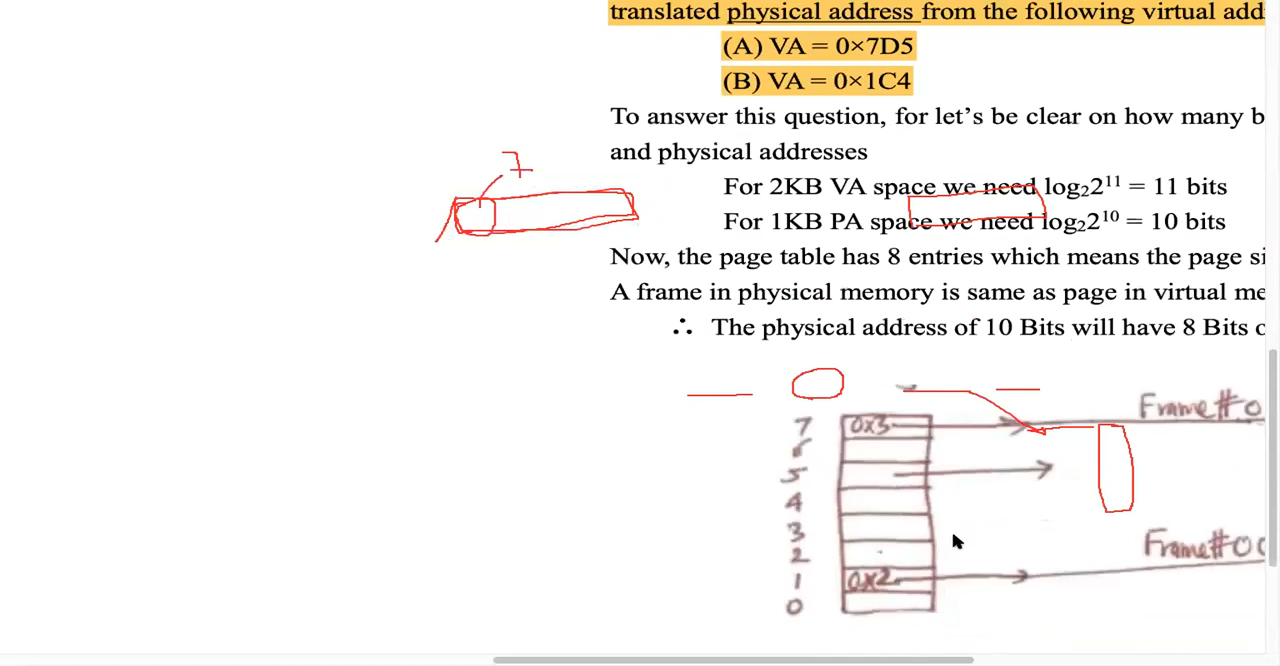 translated physical address from the following virtual add
(A) VA = 0×7D5
(B) VA = 0×1C4
To answer this question, for let's be clear on how many b
and physical addresses
7
For 2KB VA space we need log₂2¹¹ = 11 bits
For 1KB PA space we need log₂2¹⁰ = 10 bits
Now, the page table has 8 entries which means the page si
A frame in physical memory is same as page in virtual me
∴ The physical address of 10 Bits will have 8 Bits o
Frame # 0
7 0x3
6
5
4
3
Frame # 00
2
1 0x2
0